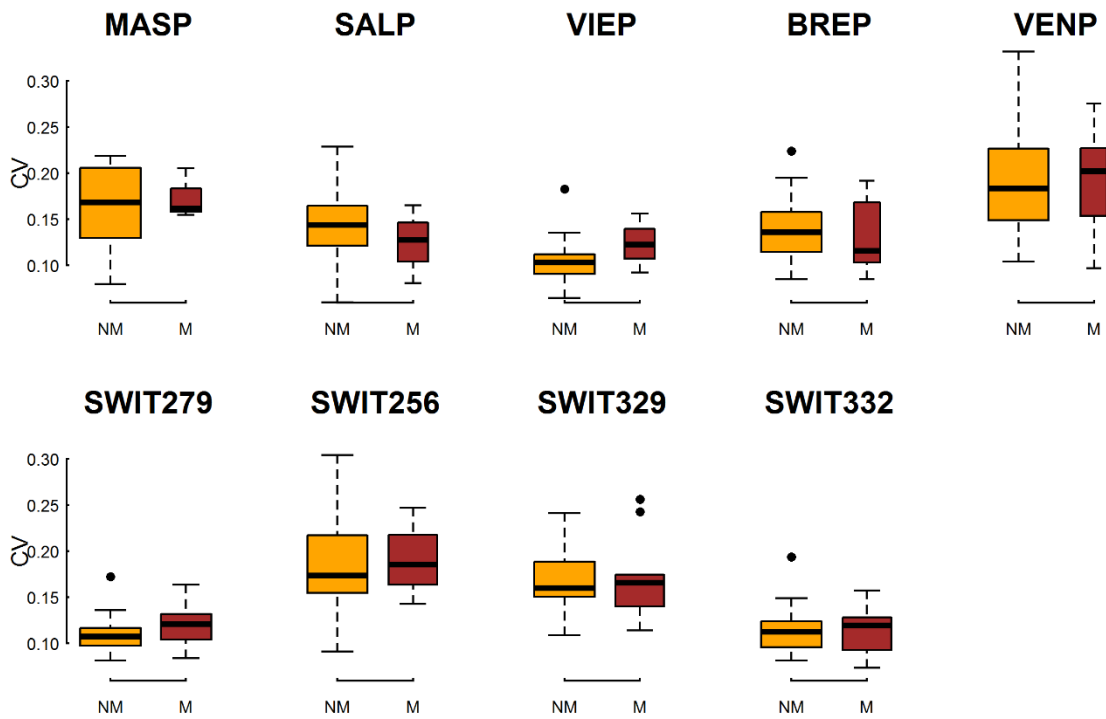 MASP SALP VIEP BREP VENP
0.30
0.25
0.20
0.15
0.10
CV
NM M NM M NM M NM M NM M
SWIT279 SWIT256 SWIT329 SWIT332
0.30
0.25
0.20
0.15
0.10
CV
NM M NM M NM M NM M